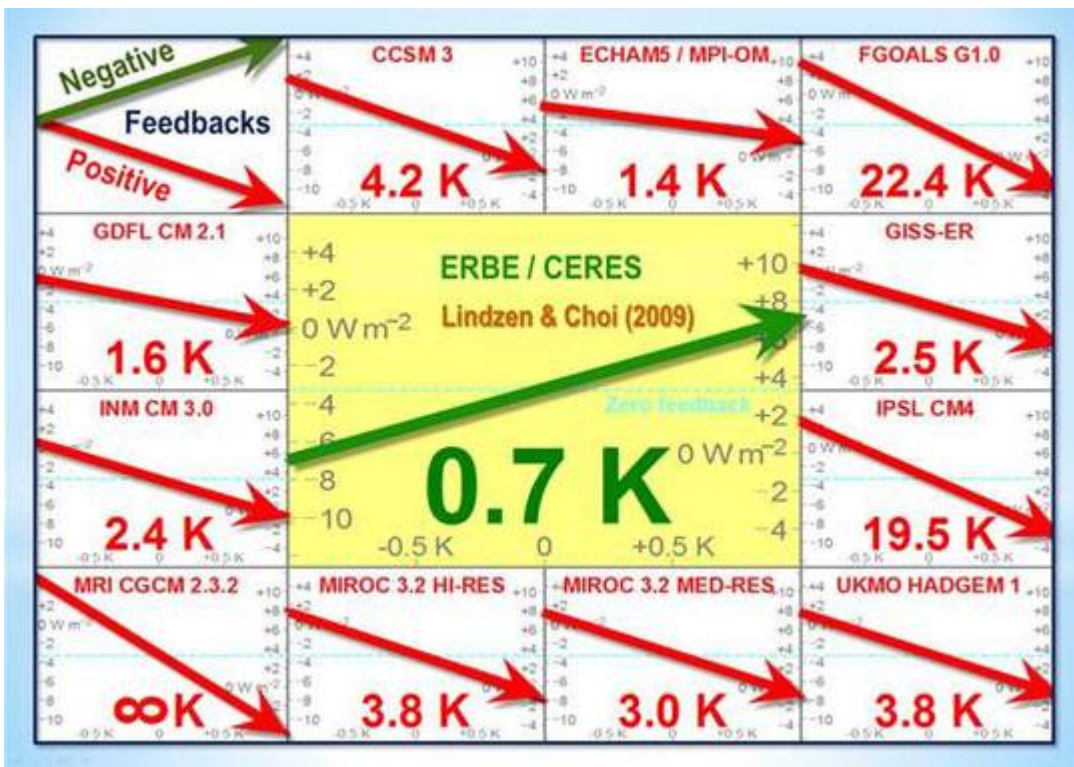 Negative
Feedbacks
Positive
CCSM 3
4.2 K
ECHAM5 / MPI-OM
1.4 K
FGOALS G1.0
22.4 K
GDFL CM 2.1
1.6 K
ERBE / CERES
Lindzen & Choi (2009)
+4
+2
0 W m⁻²
-2
-4
-6
-8
-10
+10
+8
+6
+4
+2
0 W m⁻²
-2
-4
Zero feedback
0.7 K
-0.5 K 0 +0.5 K
GISS-ER
2.5 K
INM CM 3.0
2.4 K
IPSL CM4
19.5 K
MRI CGCM 2.3.2
∞ K
MIROC 3.2 HI-RES
3.8 K
MIROC 3.2 MED-RES
3.0 K
UKMO HADGEM 1
3.8 K